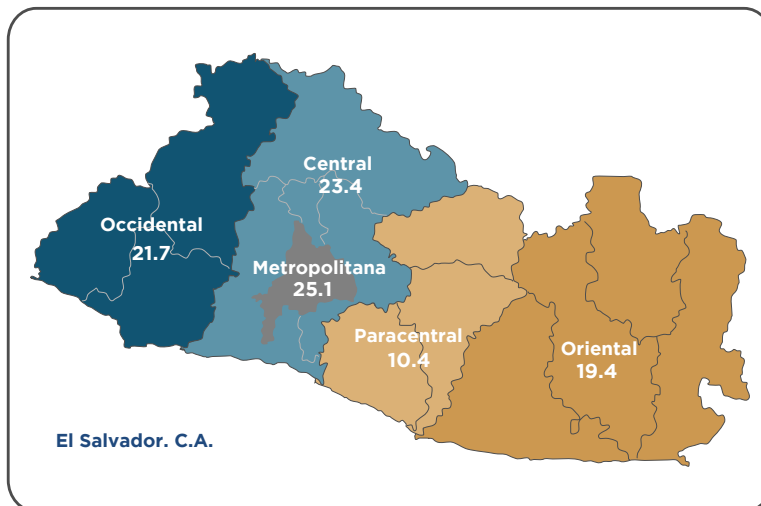 Central
23.4
Occidental
21.7
Metropolitana
25.1
Paracentral
10.4
Oriental
19.4
El Salvador. C.A.